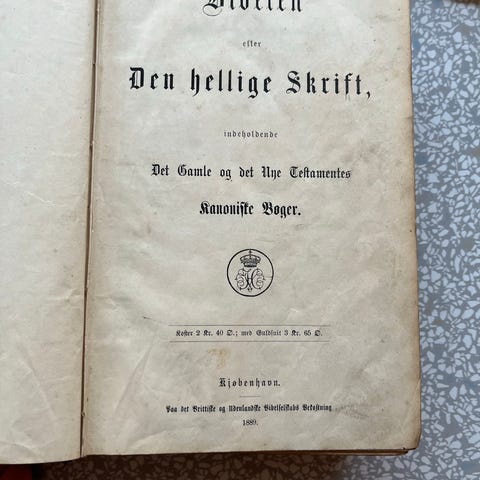 Bibelen
efter
Den hellige Skrift,
indeholdende
Det Gamle og det Nye Testamentes
Kanoniske Bøger.
Koster 2 Kr. 40 Ø.; med Guldsnit 3 Kr. 65 Ø.
Kjøbenhavn.
Paa det Brittiske og Udenlandske Bibelselskabs Bekostning
1889.